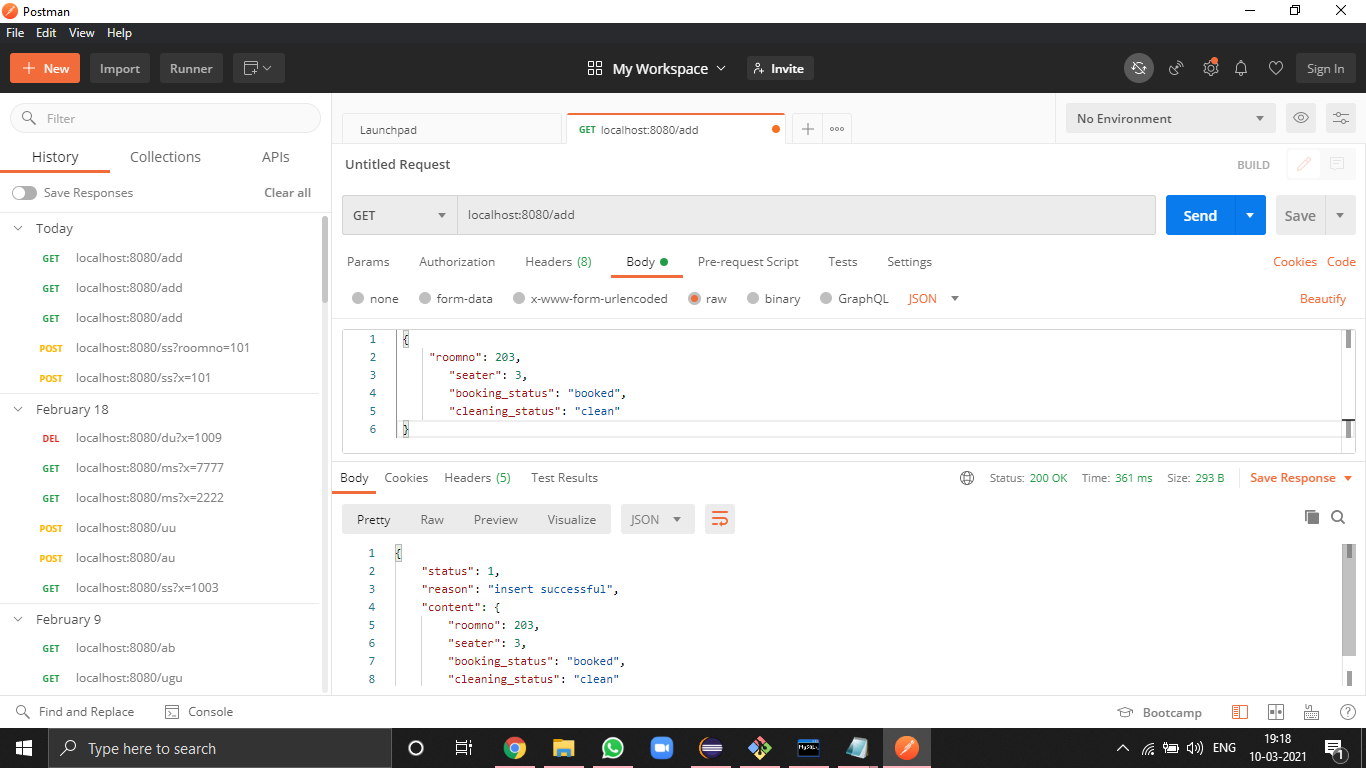 Postman
File Edit View Help
New Import Runner My Workspace Invite Sign In
Filter
History Collections APIs
Save Responses Clear all
Today
GET localhost:8080/add
GET localhost:8080/add
GET localhost:8080/add
POST localhost:8080/ss?roomno=101
POST localhost:8080/ss?x=101
February 18
DEL localhost:8080/du?x=1009
GET localhost:8080/ms?x=7777
GET localhost:8080/ms?x=2222
POST localhost:8080/uu
POST localhost:8080/au
GET localhost:8080/ss?x=1003
February 9
GET localhost:8080/ab
GET localhost:8080/ugu
Launchpad GET localhost:8080/add No Environment
Untitled Request BUILD
GET localhost:8080/add Send Save
Params Authorization Headers (8) Body Pre-request Script Tests Settings Cookies Code
none form-data x-www-form-urlencoded raw binary GraphQL JSON Beautify
1 {
2 "roomno": 203,
3 "seater": 3,
4 "booking_status": "booked",
5 "cleaning_status": "clean"
6 }
Body Cookies Headers (5) Test Results Status: 200 OK Time: 361 ms Size: 293 B Save Response
Pretty Raw Preview Visualize JSON
1 {
2 "status": 1,
3 "reason": "insert successful",
4 "content": {
5 "roomno": 203,
6 "seater": 3,
7 "booking_status": "booked",
8 "cleaning_status": "clean"
Find and Replace Console Bootcamp
Type here to search MySQL ENG 19:18
10-03-2021 1